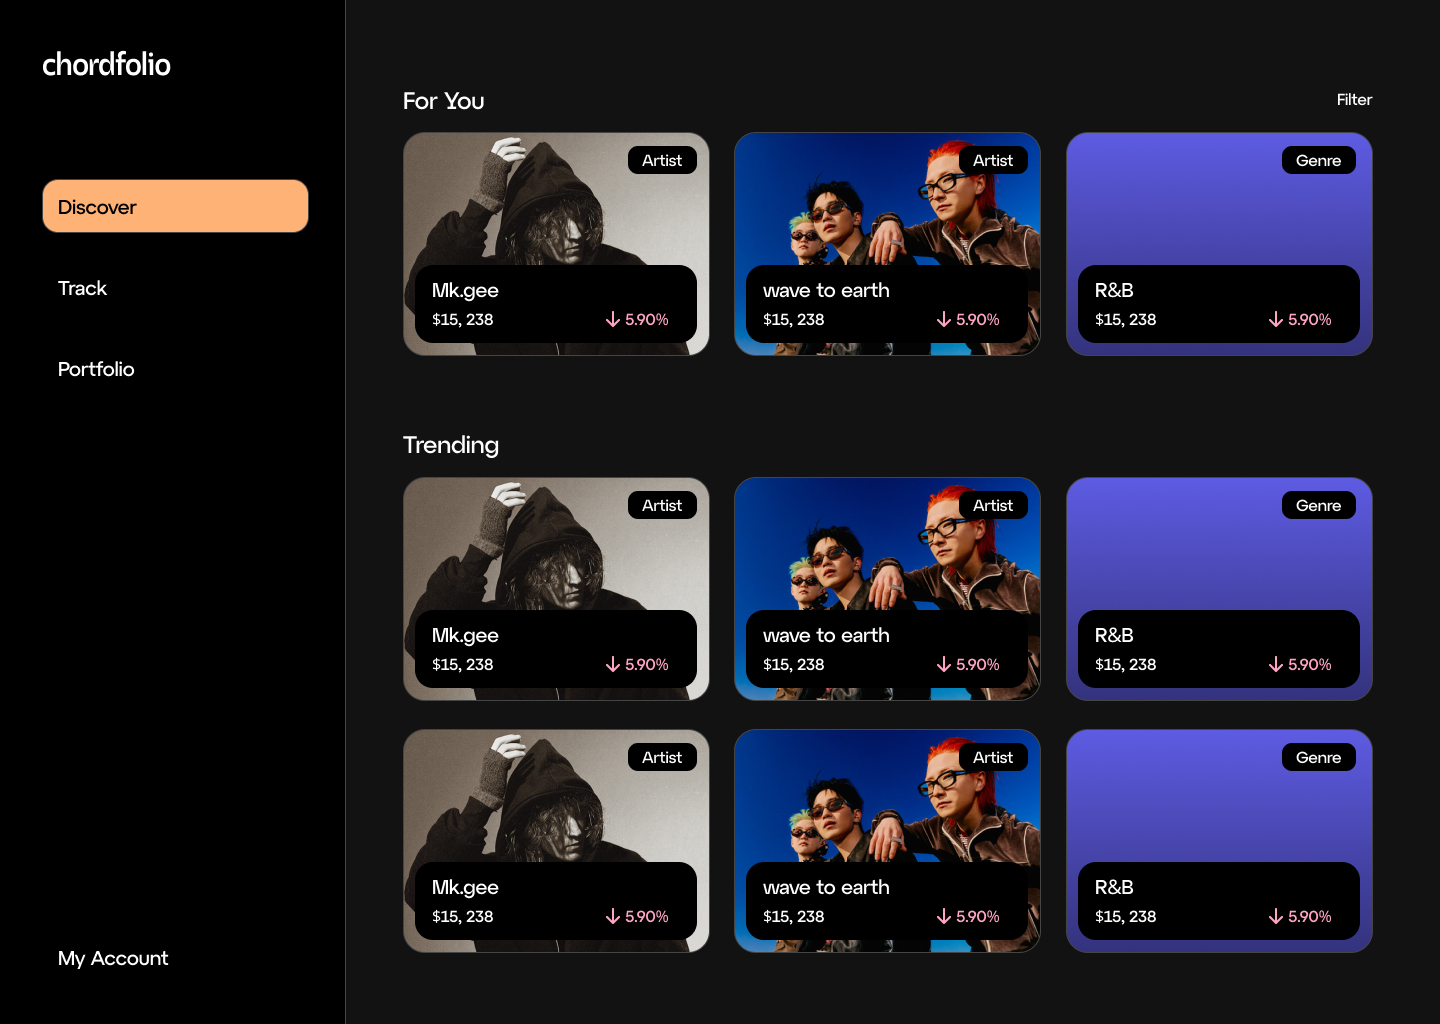 chordfolio
Discover
Track
Portfolio
My Account
For You
Filter
Artist
Mk.gee
$15, 238
5.90%
Artist
wave to earth
$15, 238
5.90%
Genre
R&B
$15, 238
5.90%
Trending
Artist
Mk.gee
$15, 238
5.90%
Artist
wave to earth
$15, 238
5.90%
Genre
R&B
$15, 238
5.90%
Artist
Mk.gee
$15, 238
5.90%
Artist
wave to earth
$15, 238
5.90%
Genre
R&B
$15, 238
5.90%